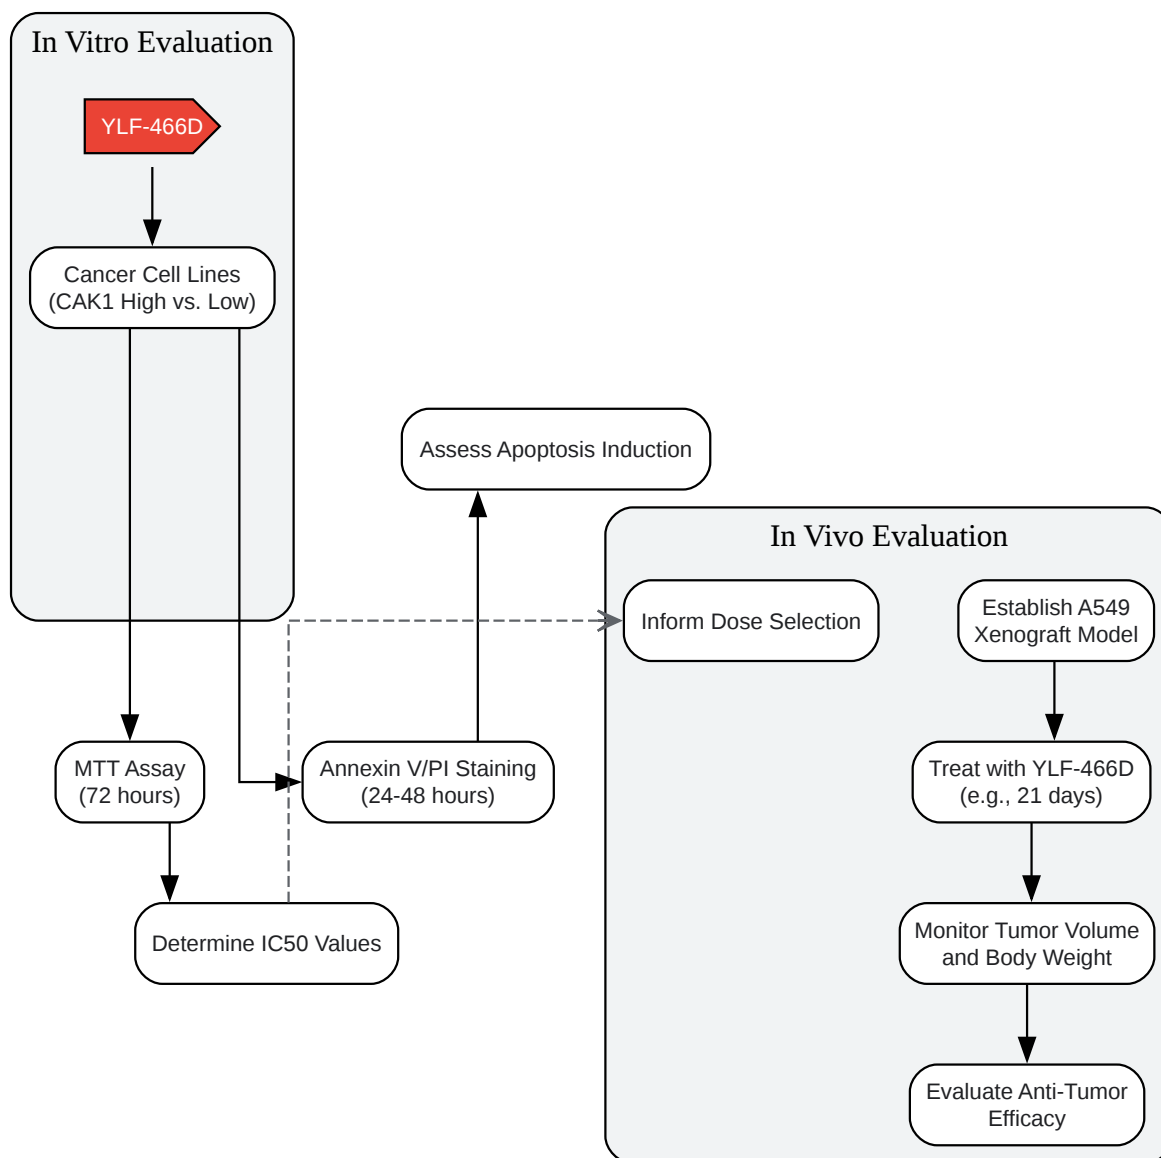 In Vitro Evaluation
YLF-466D
Cancer Cell Lines
(CAK1 High vs. Low)
Assess Apoptosis Induction
In Vivo Evaluation
Inform Dose Selection
Establish A549
Xenograft Model
MTT Assay
(72 hours)
Annexin V/PI Staining
(24-48 hours)
Treat with YLF-466D
(e.g., 21 days)
Determine IC50 Values
Monitor Tumor Volume
and Body Weight
Evaluate Anti-Tumor
Efficacy